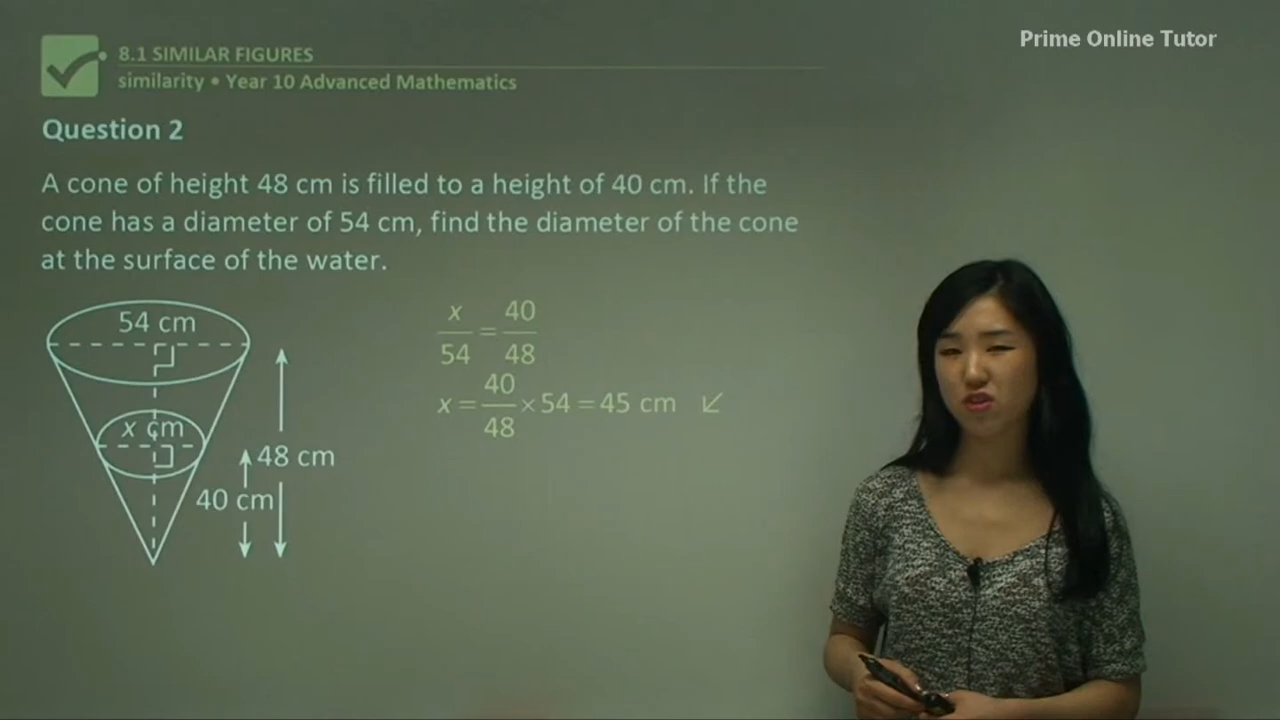 Prime Online Tutor
8.1 SIMILAR FIGURES
similarity • Year 10 Advanced Mathematics
Question 2
A cone of height 48 cm is filled to a height of 40 cm. If the
cone has a diameter of 54 cm, find the diameter of the cone
at the surface of the water.
54 cm
x cm
48 cm
40 cm
x/54 = 40/48
x = 40/48 × 54 = 45 cm ↙